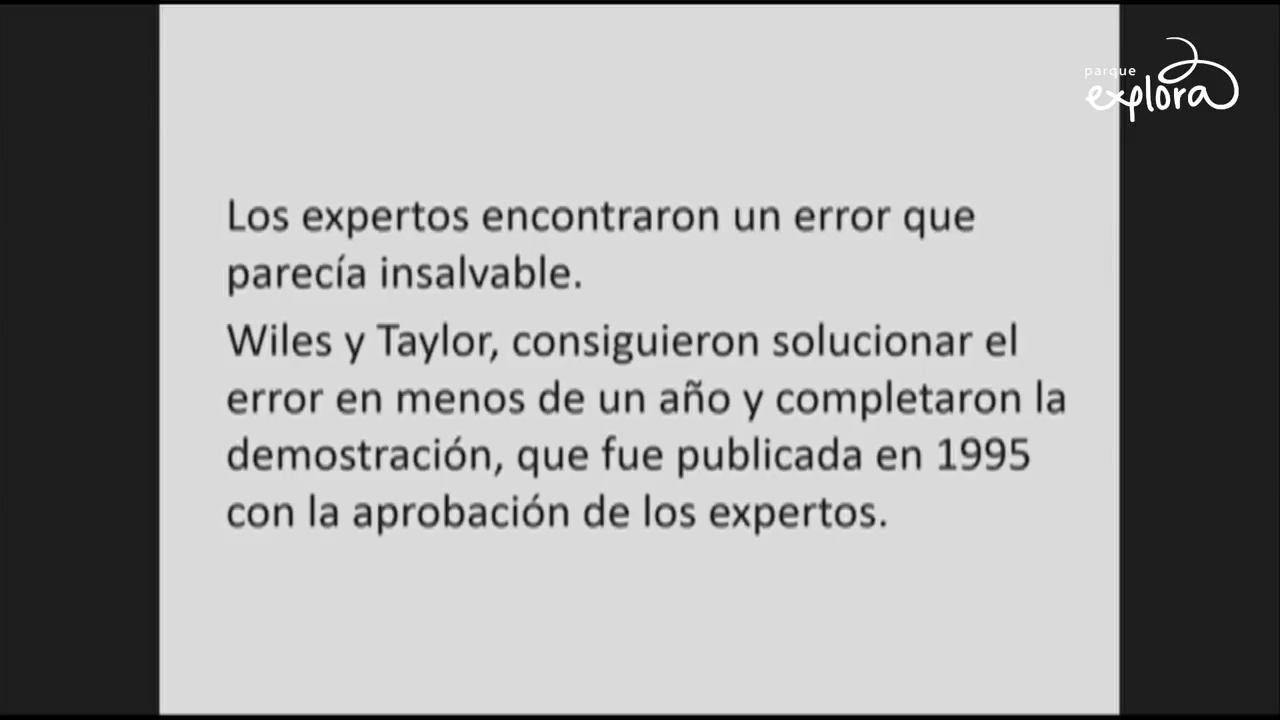 parque
explora
Los expertos encontraron un error que
parecía insalvable.
Wiles y Taylor, consiguieron solucionar el
error en menos de un año y completaron la
demostración, que fue publicada en 1995
con la aprobación de los expertos.